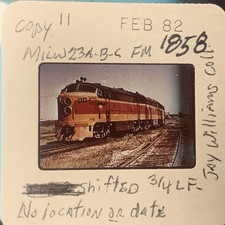 copy 11
FEB 82
MILW 23A-B-C FM
1858
Jay Williams Coll
Shifted 3/4 LF-
No location or date